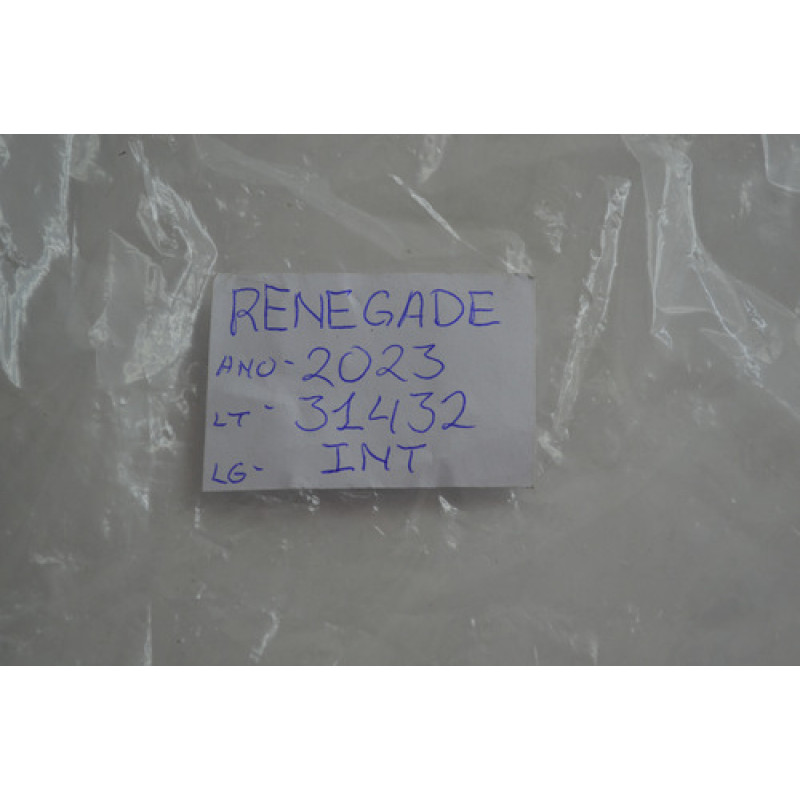 RENEGADE
ANO- 2023
LT- 31432
LG- INT